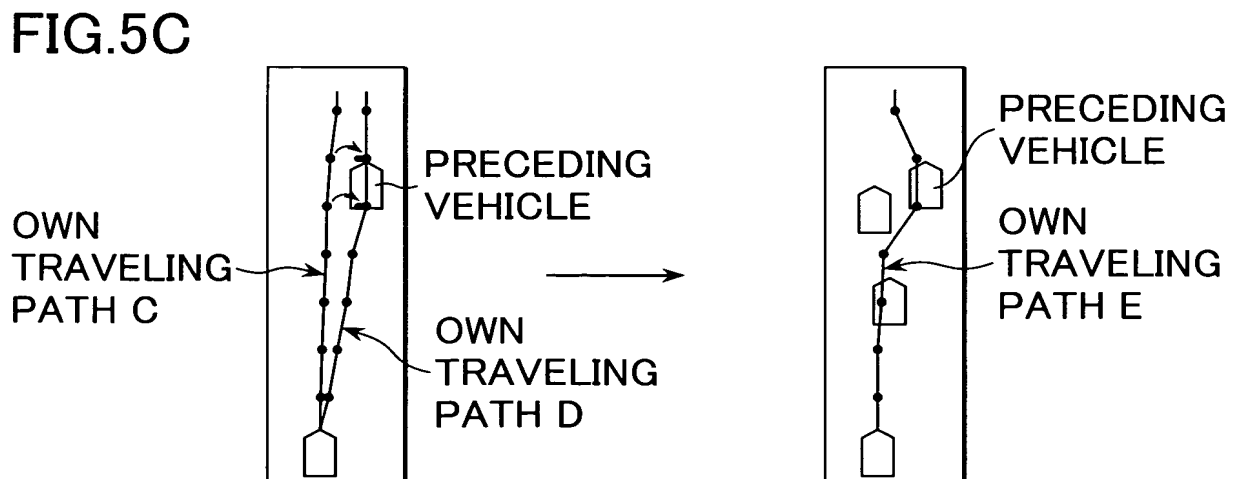 FIG.5C
PRECEDING
VEHICLE
OWN
TRAVELING
PATH C
OWN
TRAVELING
PATH D
PRECEDING
VEHICLE
OWN
TRAVELING
PATH E